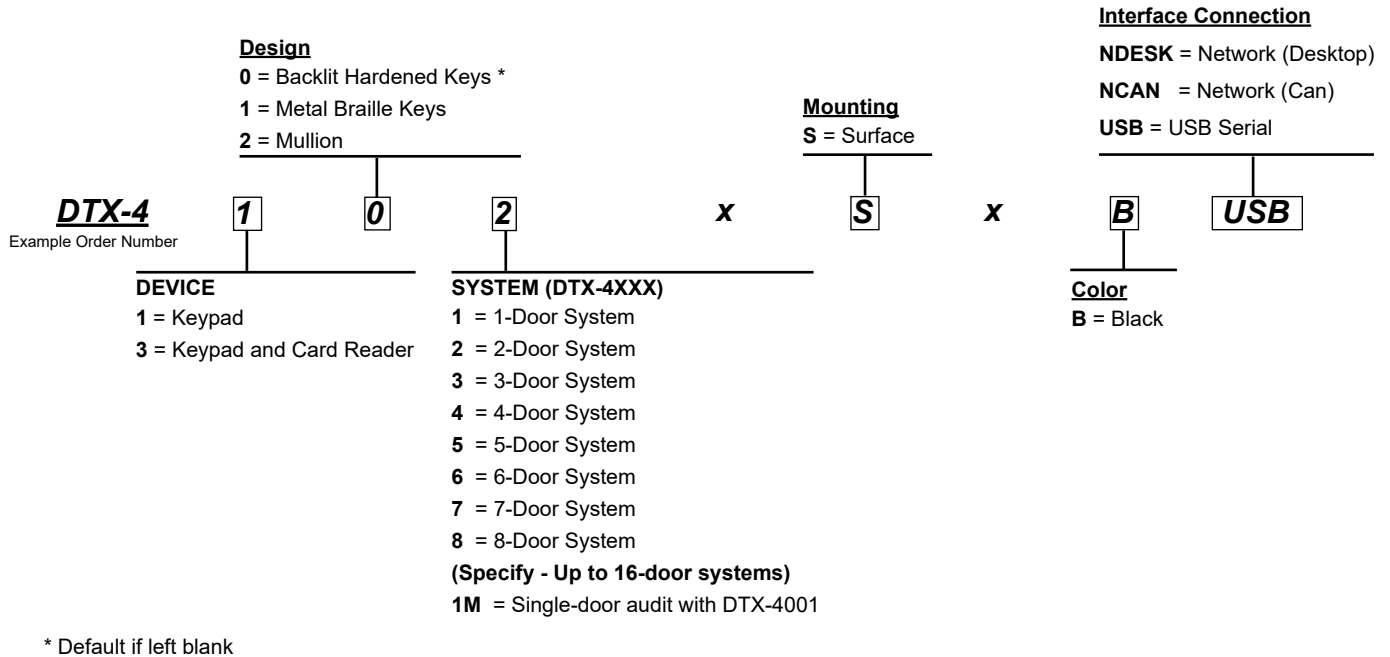 Interface Connection
NDESK = Network (Desktop)
NCAN = Network (Can)
USB = USB Serial
Design
0 = Backlit Hardened Keys *
1 = Metal Braille Keys
2 = Mullion
Mounting
S = Surface
DTX-4 1 0 2 x S x B USB
Example Order Number
DEVICE
1 = Keypad
3 = Keypad and Card Reader
SYSTEM (DTX-4XXX)
1 = 1-Door System
2 = 2-Door System
3 = 3-Door System
4 = 4-Door System
5 = 5-Door System
6 = 6-Door System
7 = 7-Door System
8 = 8-Door System
(Specify - Up to 16-door systems)
1M = Single-door audit with DTX-4001
Color
B = Black
* Default if left blank